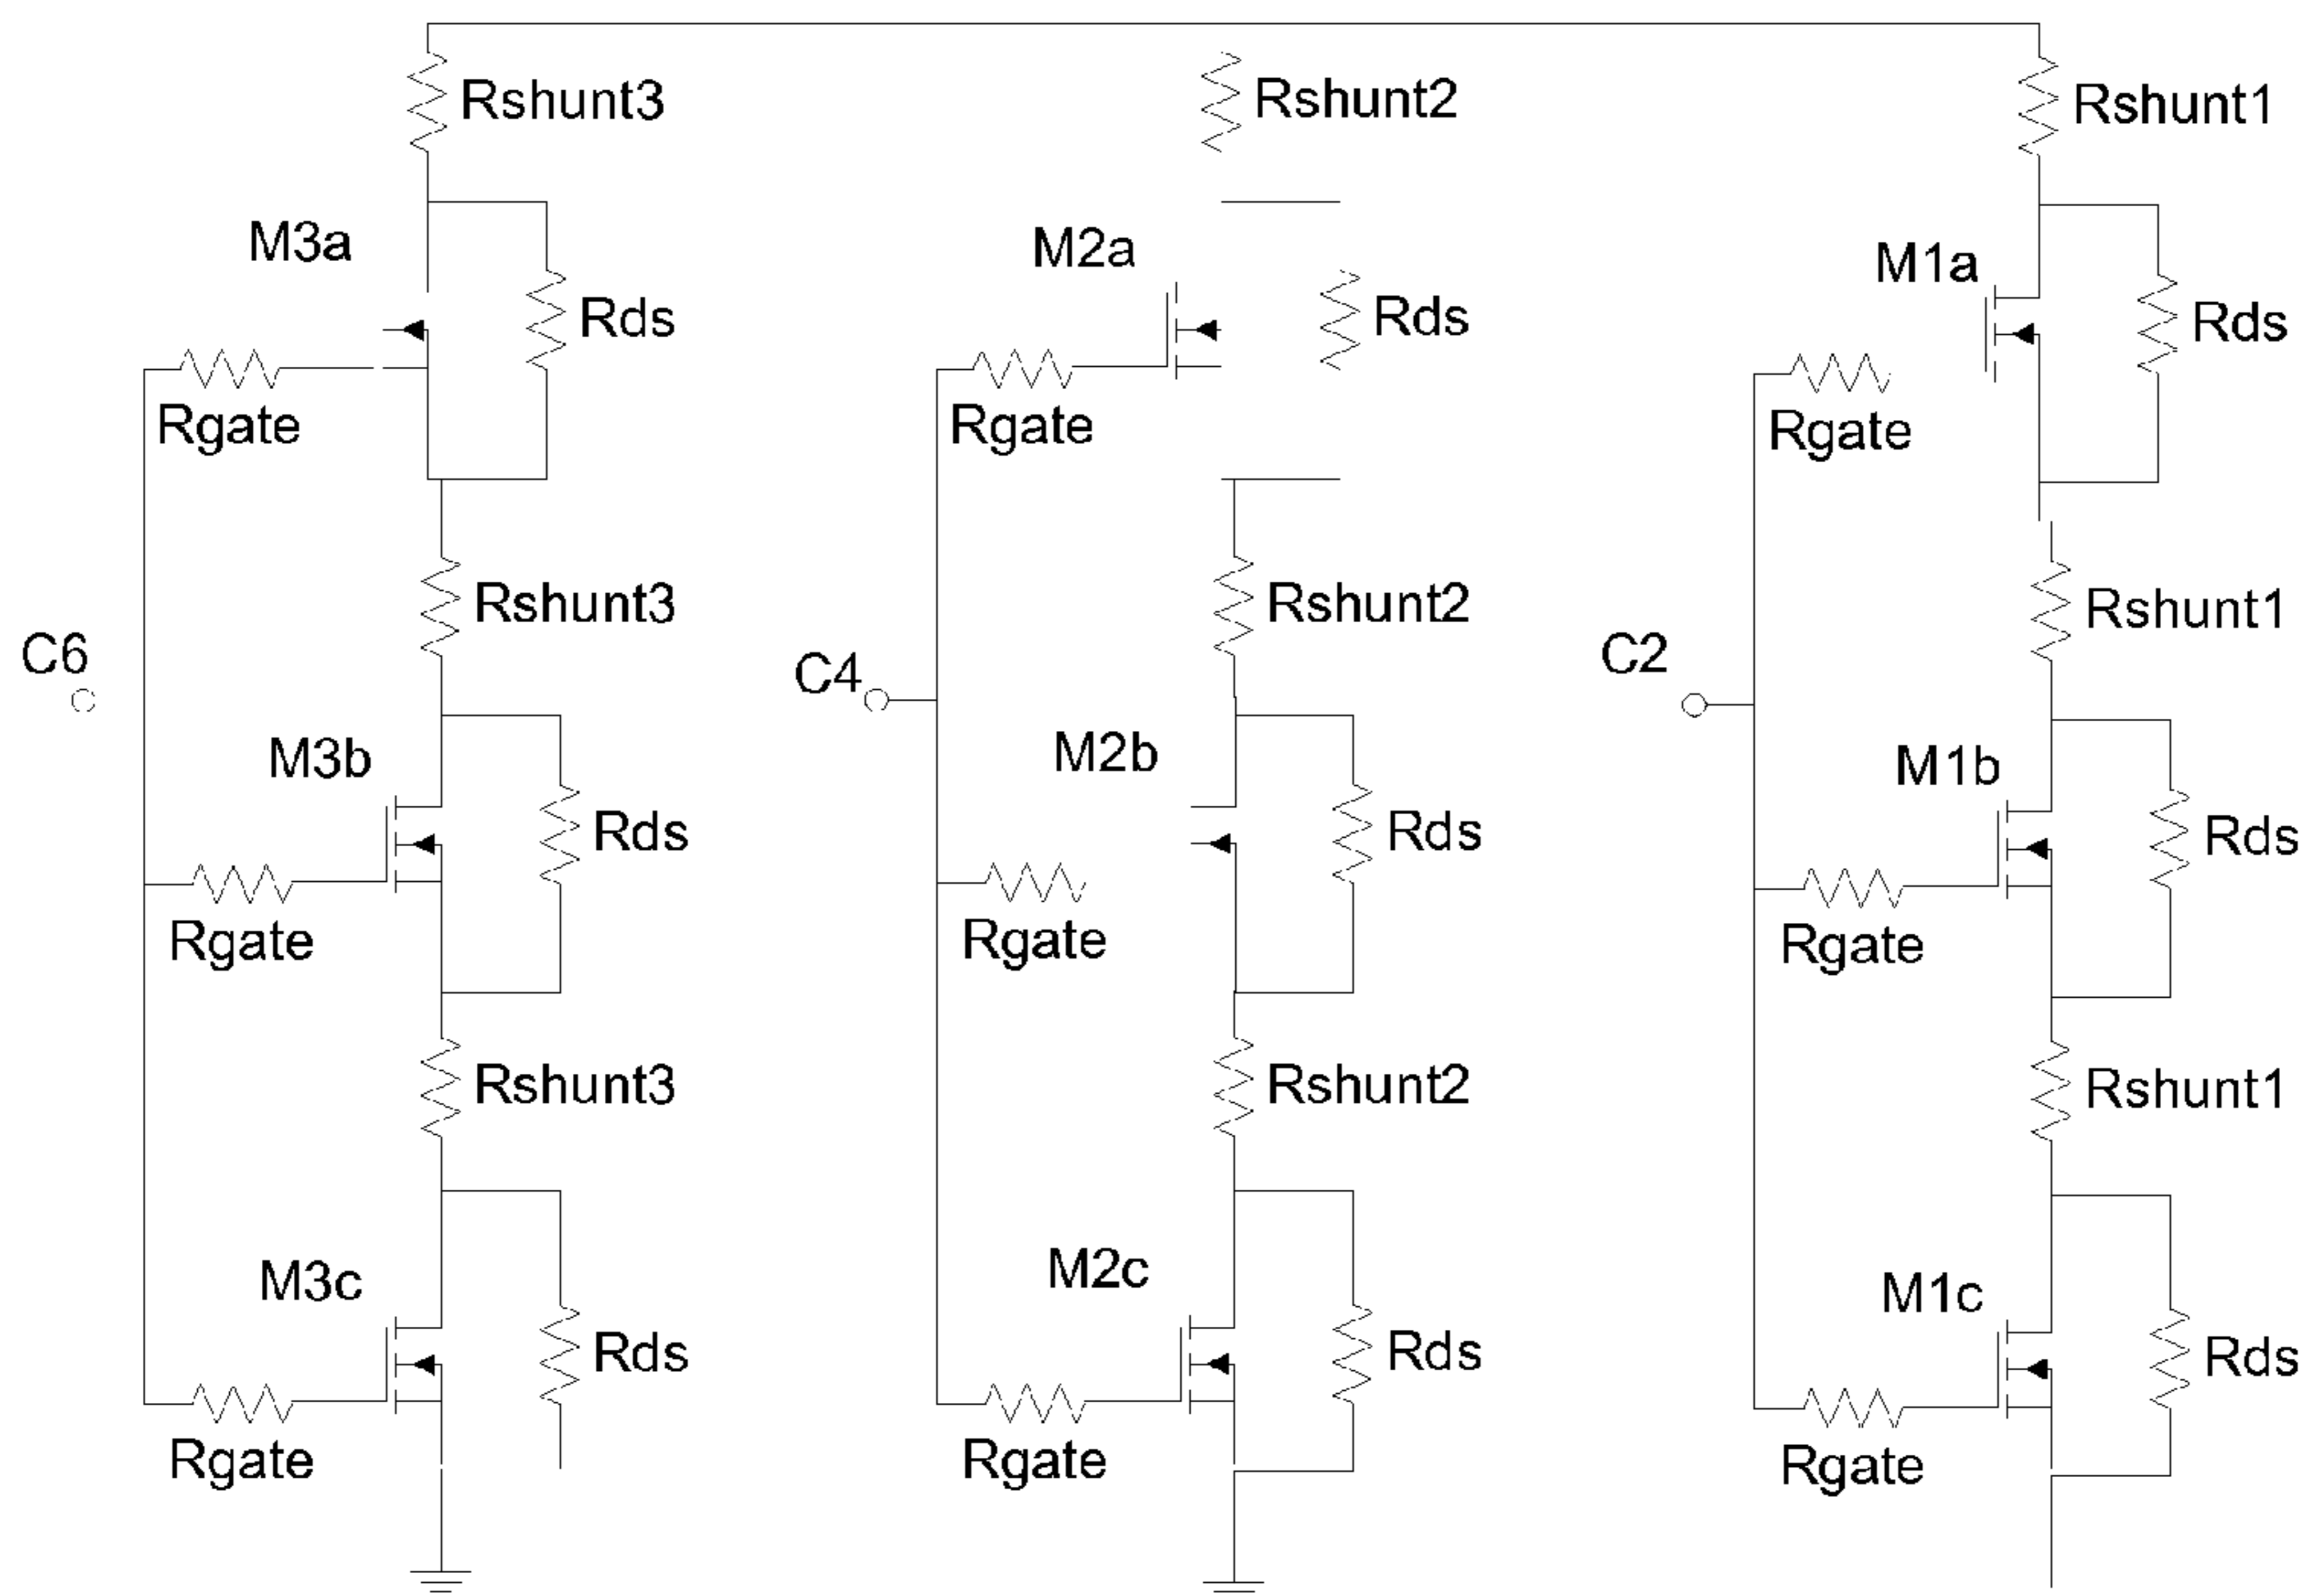 Rshunt3
Rshunt2
Rshunt1
M3a
M2a
M1a
Rds
Rds
Rds
Rgate
Rgate
Rgate
Rshunt3
Rshunt2
Rshunt1
C6
C4
C2
M3b
M2b
M1b
Rds
Rds
Rds
Rgate
Rgate
Rgate
Rshunt3
Rshunt2
Rshunt1
M3c
M2c
M1c
Rds
Rds
Rds
Rgate
Rgate
Rgate